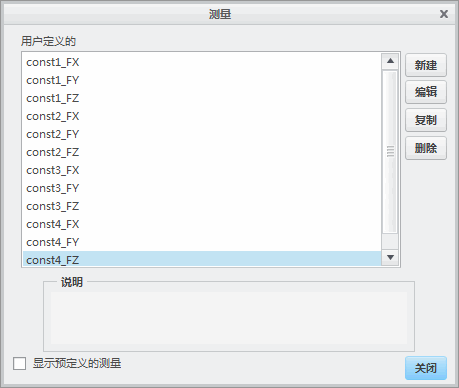 测量
用户定义的
const1_FX
const1_FY
const1_FZ
const2_FX
const2_FY
const2_FZ
const3_FX
const3_FY
const3_FZ
const4_FX
const4_FY
const4_FZ
新建
编辑
复制
删除
说明
显示预定义的测量
关闭